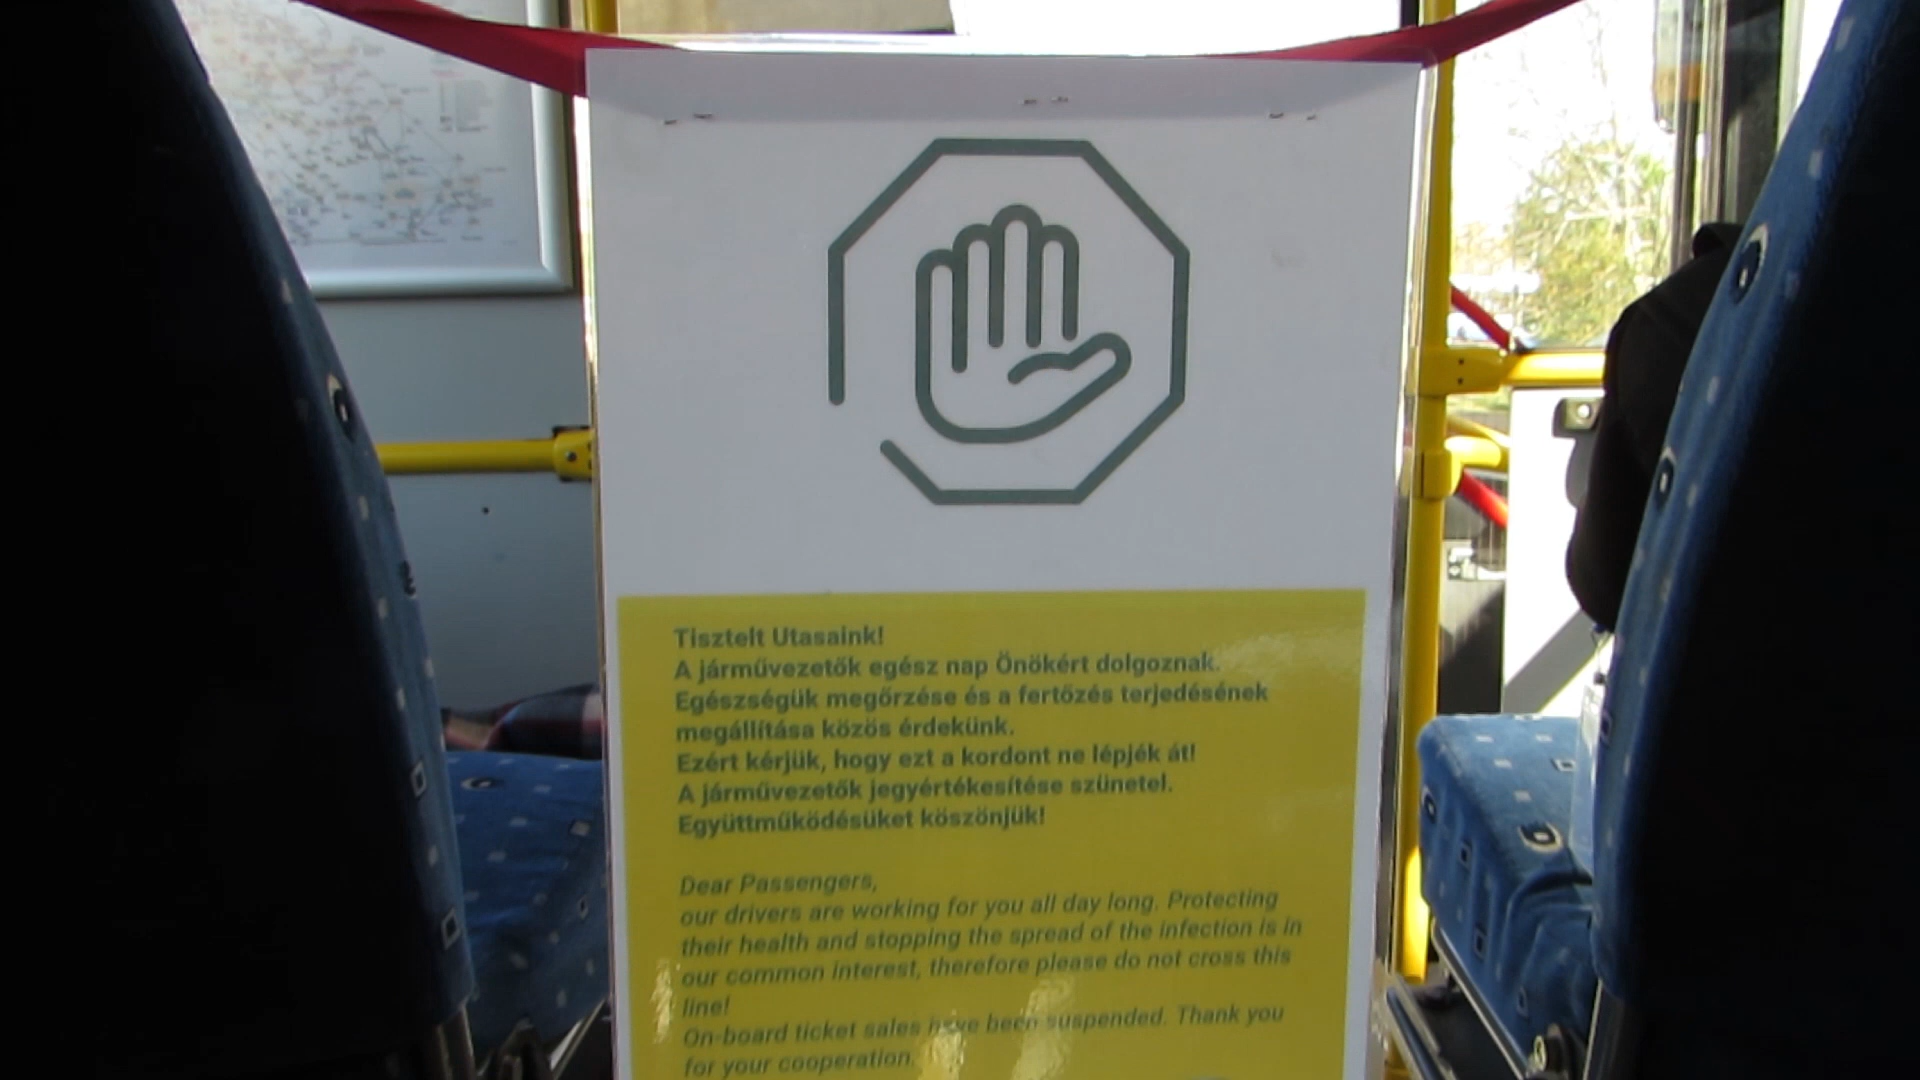 Tisztelt Utasaink!
A járművezetők egész nap Önökért dolgoznak.
Egészségük megőrzése és a fertőzés terjedésének
megállítása közös érdekünk.
Ezért kérjük, hogy ezt a kordont ne lépjék át!
A járművezetők jegyértékesítése szünetel.
Együttműködésüket köszönjük!
Dear Passengers,
our drivers are working for you all day long. Protecting
their health and stopping the spread of the infection is in
our common interest, therefore please do not cross this
line!
On-board ticket sales have been suspended. Thank you
for your cooperation.